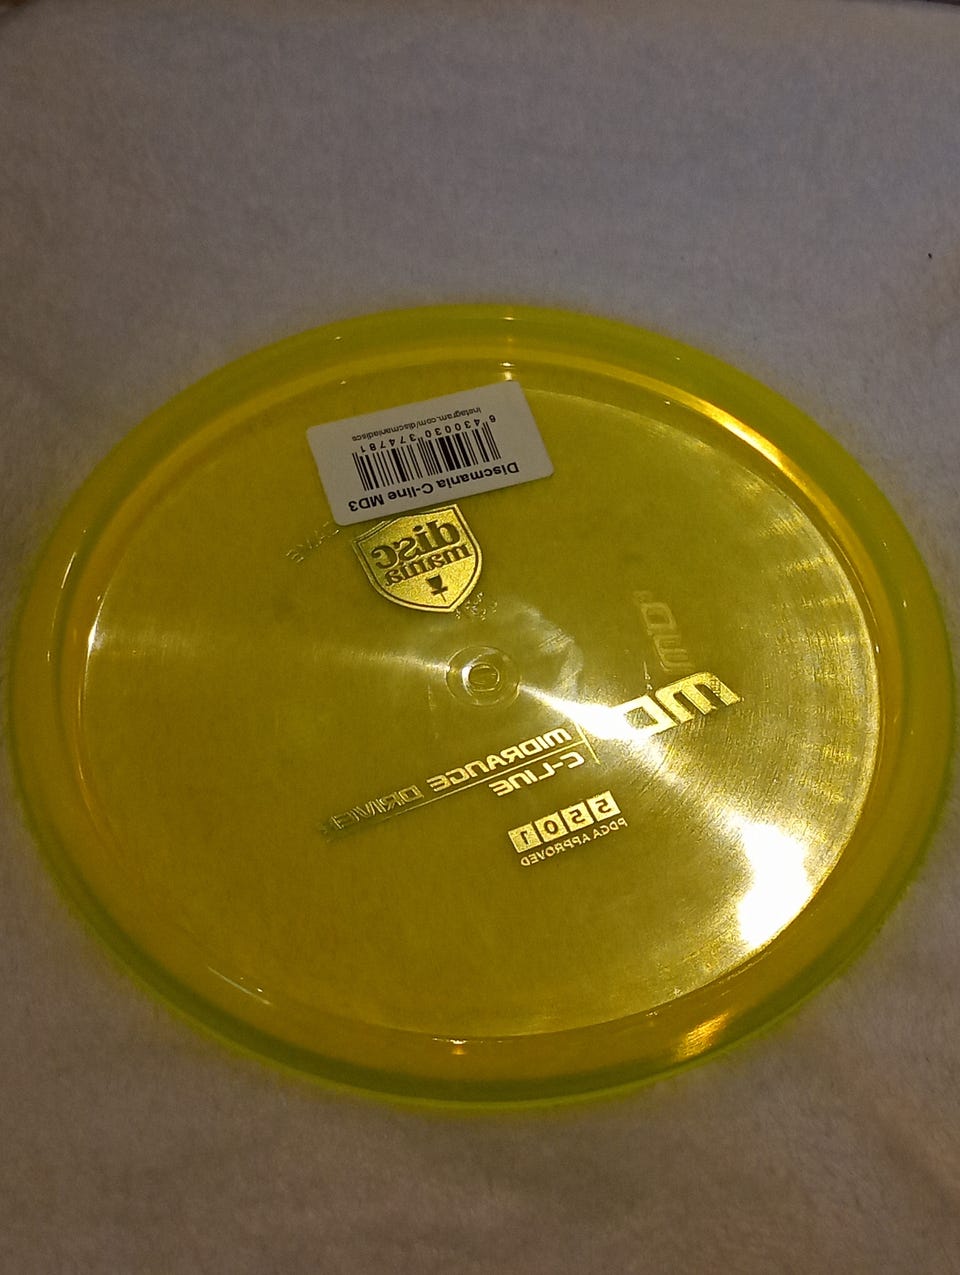 Discmania C-line MD3
6 430030 374781
instagram.com/discmaniadiscs
disc
mania
MD
MIDRANGE DRIVER
C-LINE
5 5 0 1
PDGA APPROVED